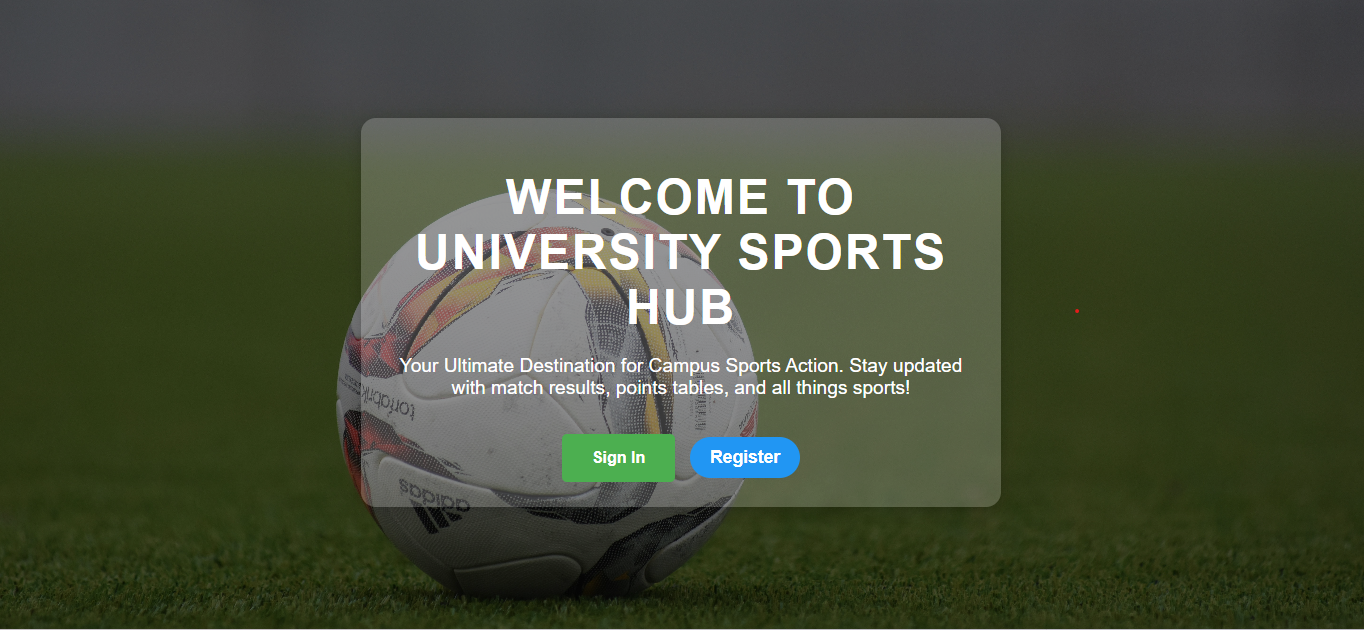 WELCOME TO
UNIVERSITY SPORTS
HUB
Your Ultimate Destination for Campus Sports Action. Stay updated
with match results, points tables, and all things sports!
Sign In
Register
adidas